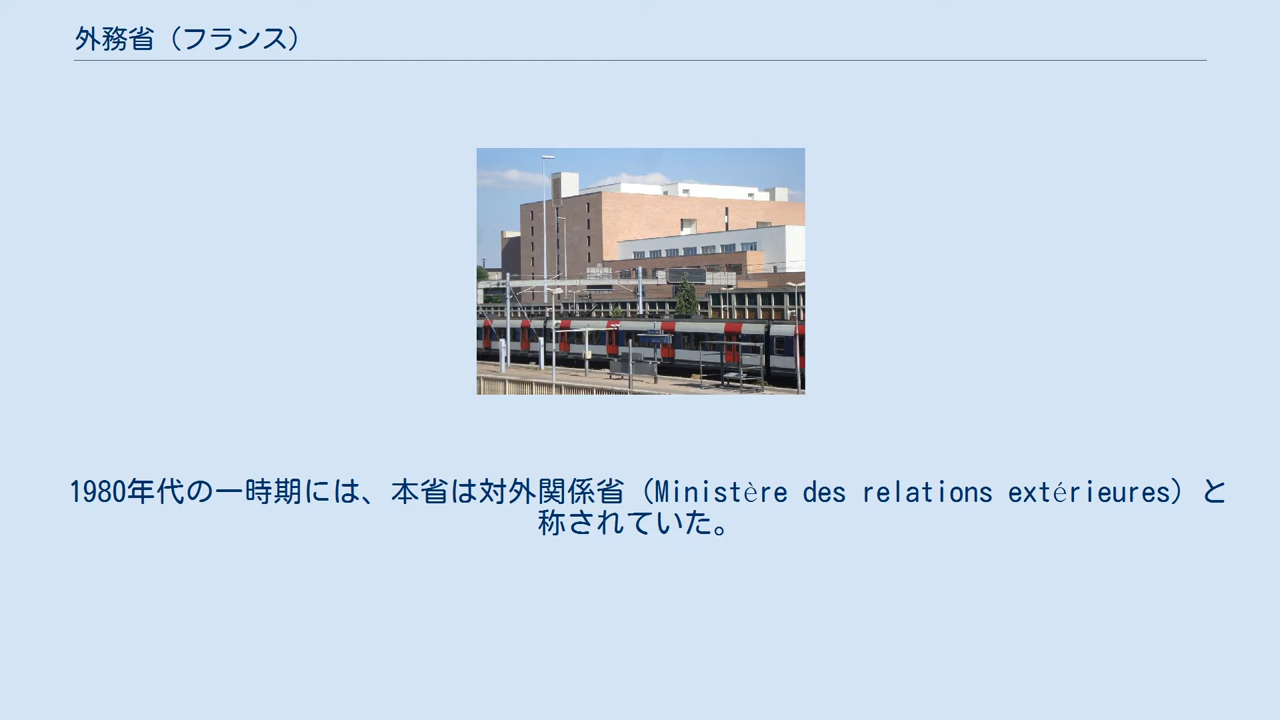 外務省（フランス）
1980年代の一時期には、本省は対外関係省（Ministère des relations extérieures）と
称されていた。